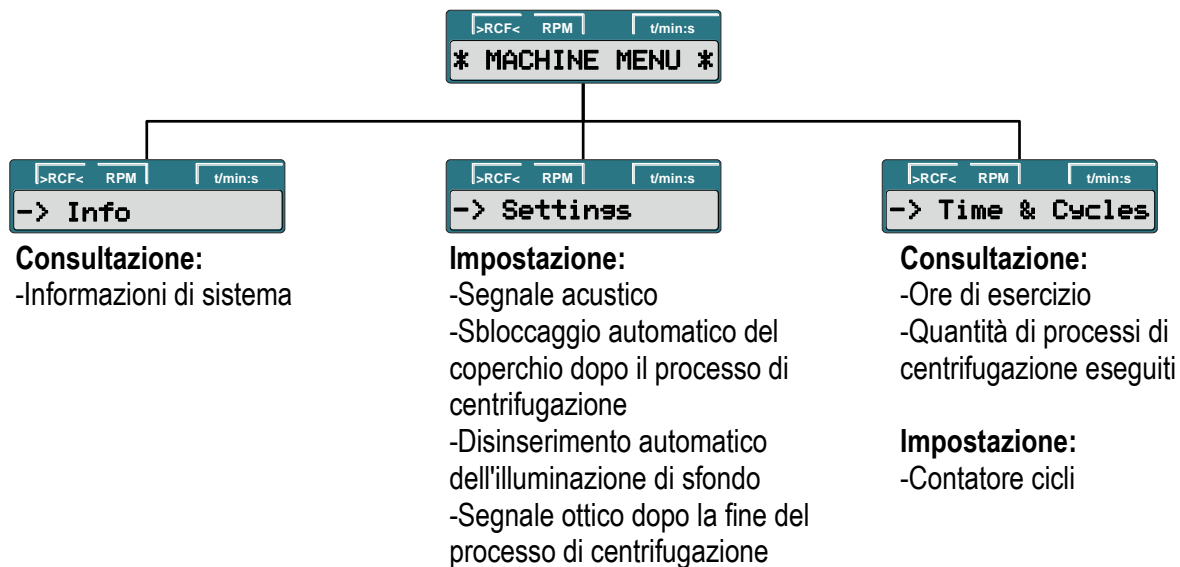 >RCF< RPM t/min:s
* MACHINE MENU *
>RCF< RPM t/min:s
-> Info
Consultazione:
-Informazioni di sistema
>RCF< RPM t/min:s
-> Settings
Impostazione:
-Segnale acustico
-Sbloccaggio automatico del
coperchio dopo il processo di
centrifugazione
-Disinserimento automatico
dell'illuminazione di sfondo
-Segnale ottico dopo la fine del
processo di centrifugazione
>RCF< RPM t/min:s
-> Time & Cycles
Consultazione:
-Ore di esercizio
-Quantità di processi di
centrifugazione eseguiti
Impostazione:
-Contatore cicli